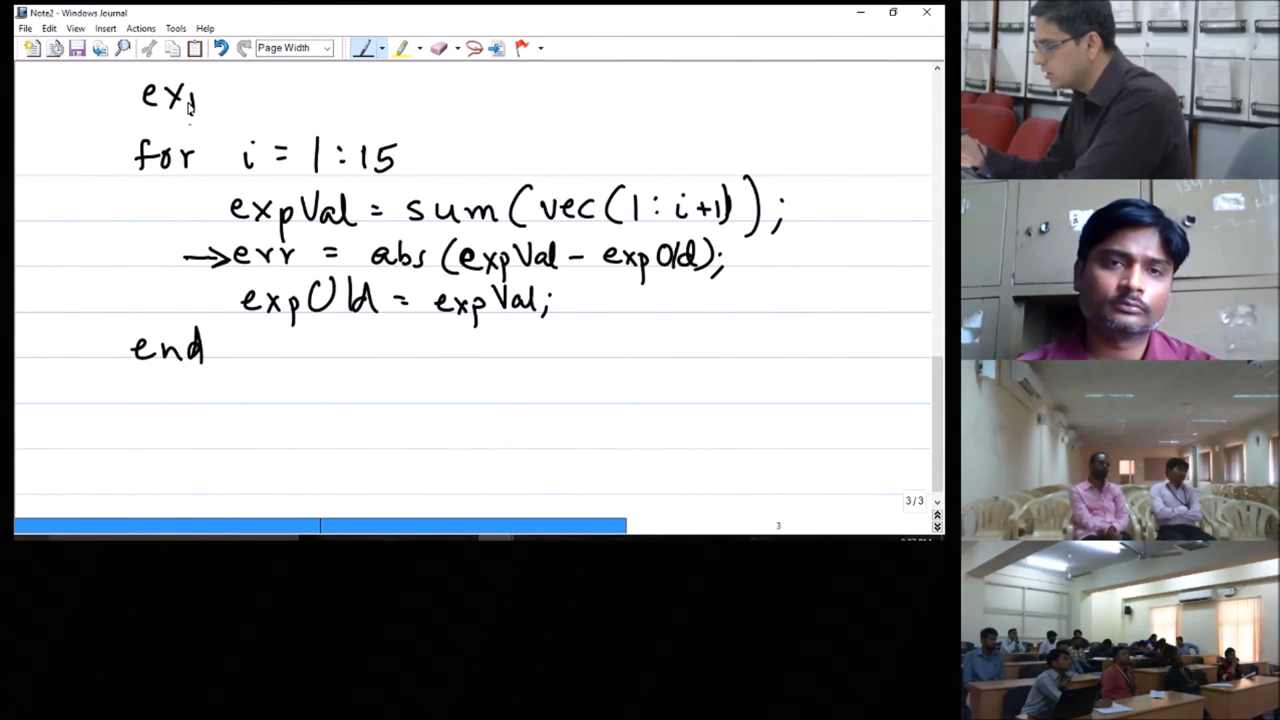 Note2 - Windows Journal
File Edit View Insert Actions Tools Help
Page Width
ex
for i = 1 : 15
expVal = sum(vec(1: i+1));
→err = abs(expVal - expOld);
expOld = expVal;
end
3/3
3